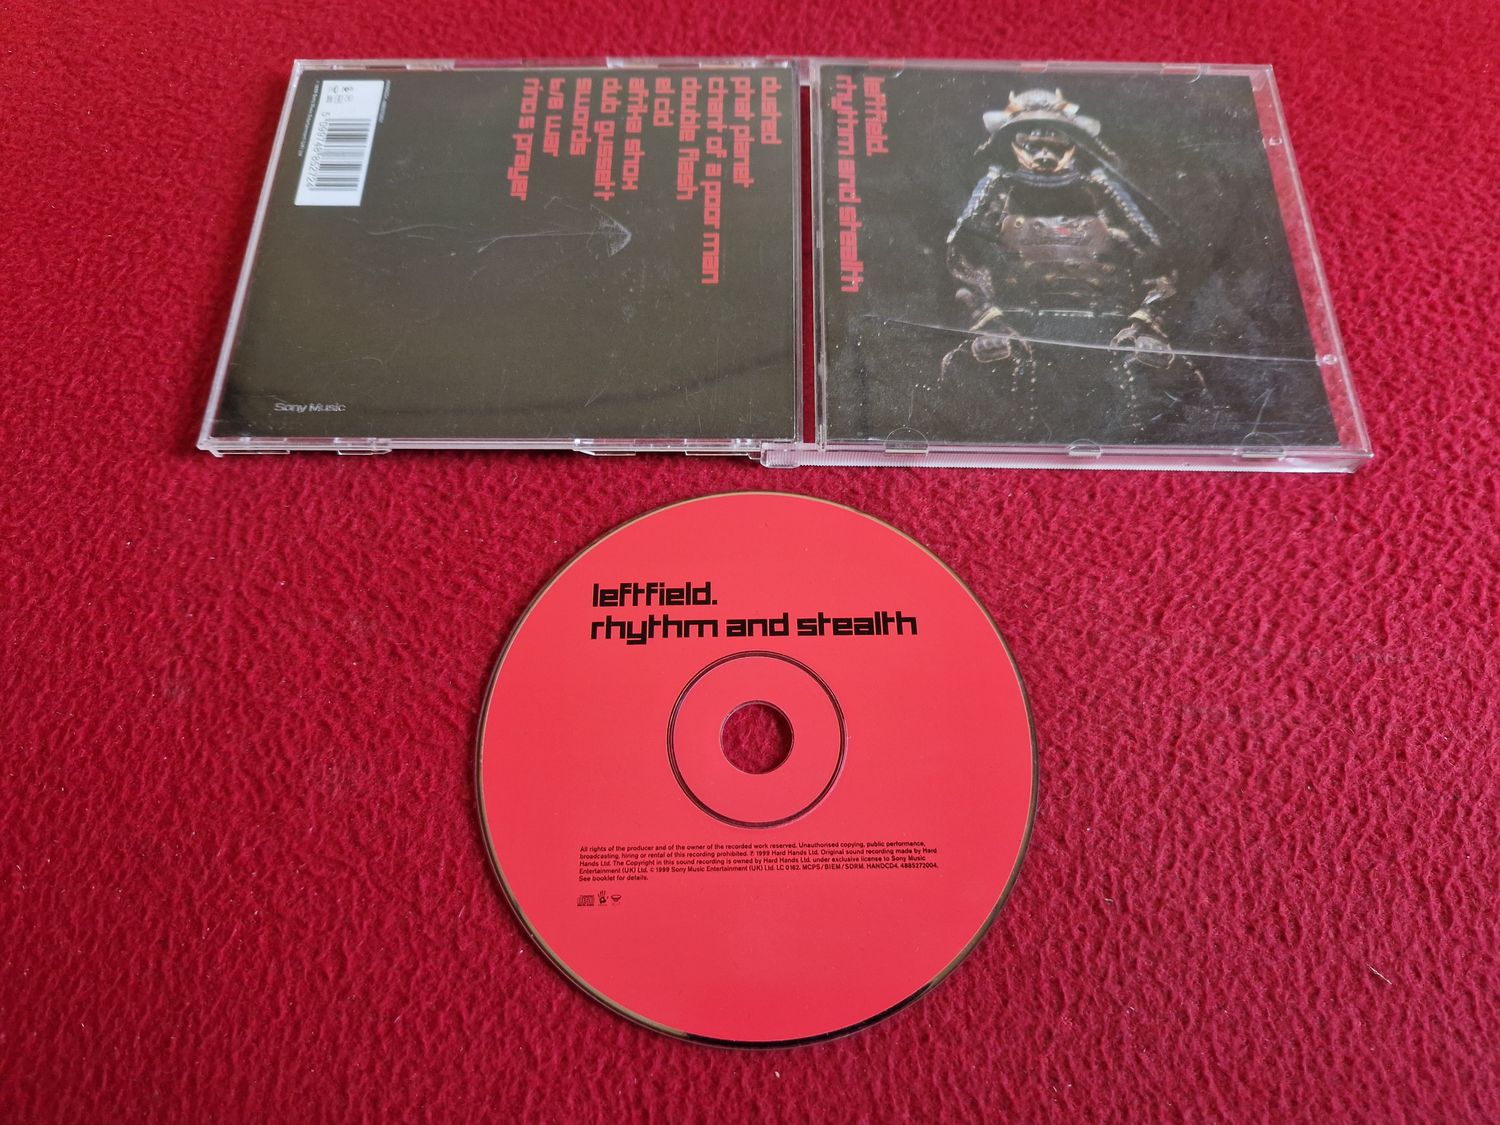 dusted
phat planet
chant of a poor man
double flash
el cid
afrika shox
dub gusset
swords
6/8 war
rino's prayer
5 099748 852724
Sony Music
leftfield.
rhythm and stealth
leftfield.
rhythm and stealth
All rights of the producer and of the owner of the recorded work reserved. Unauthorised copying, public performance,
broadcasting, hiring or rental of this recording prohibited. ℗ 1999 Hard Hands Ltd. Original sound recording made by Hard
Hands Ltd. The Copyright in this sound recording is owned by Hard Hands Ltd. under exclusive license to Sony Music
Entertainment (UK) Ltd. © 1999 Sony Music Entertainment (UK) Ltd. LC 0162. MCPS/BIEM/SDRM. HANDCD4. 4885272004.
See booklet for details.